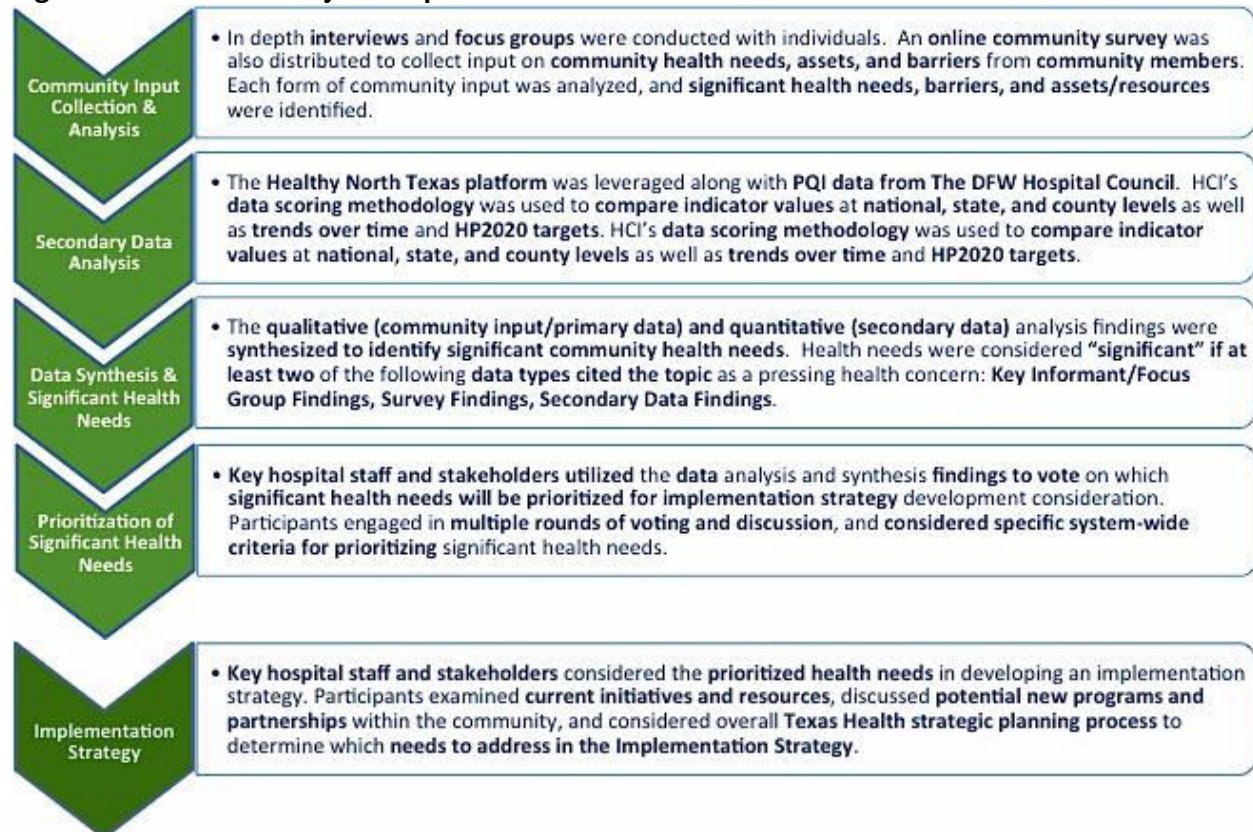 Community Input
Collection &
Analysis
• In depth interviews and focus groups were conducted with individuals.  An online community survey was
also distributed to collect input on community health needs, assets, and barriers from community members.
Each form of community input was analyzed, and significant health needs, barriers, and assets/resources
were identified.
Secondary Data
Analysis
• The Healthy North Texas platform was leveraged along with PQI data from The DFW Hospital Council.  HCI's
data scoring methodology was used to compare indicator values at national, state, and county levels as well
as trends over time and HP2020 targets. HCI's data scoring methodology was used to compare indicator
values at national, state, and county levels as well as trends over time and HP2020 targets.
Data Synthesis &
Significant Health
Needs
• The qualitative (community input/primary data) and quantitative (secondary data) analysis findings were
synthesized to identify significant community health needs.  Health needs were considered “significant” if at
least two of the following data types cited the topic as a pressing health concern: Key Informant/Focus
Group Findings, Survey Findings, Secondary Data Findings.
Prioritization of
Significant Health
Needs
• Key hospital staff and stakeholders utilized the data analysis and synthesis findings to vote on which
significant health needs will be prioritized for implementation strategy development consideration.
Participants engaged in multiple rounds of voting and discussion, and considered specific system-wide
criteria for prioritizing significant health needs.
Implementation
Strategy
• Key hospital staff and stakeholders considered the prioritized health needs in developing an implementation
strategy. Participants examined current initiatives and resources, discussed potential new programs and
partnerships within the community, and considered overall Texas Health strategic planning process to
determine which needs to address in the Implementation Strategy.